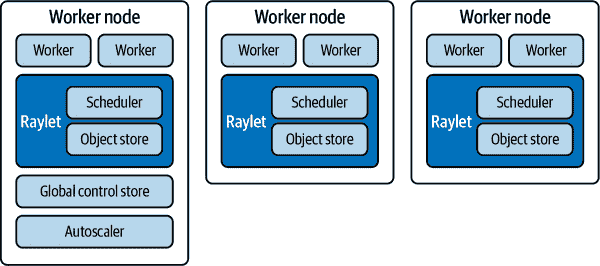 Worker node
Worker Worker
Raylet
Scheduler
Object store
Global control store
Autoscaler
Worker node
Worker Worker
Raylet
Scheduler
Object store
Worker node
Worker Worker
Raylet
Scheduler
Object store